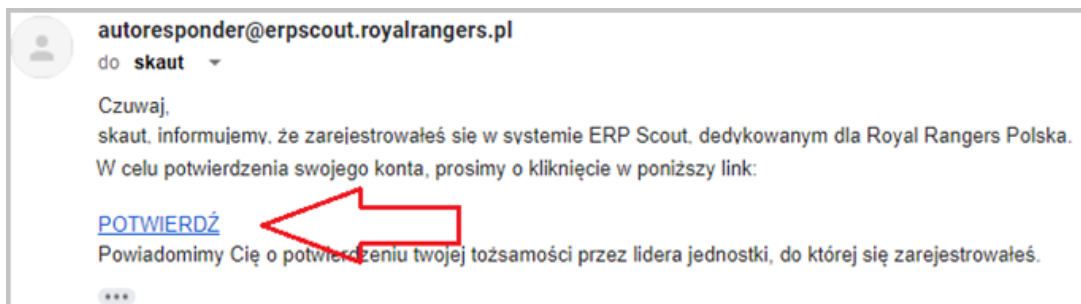 autoresponder@erpscout.royalrangers.pl
do skaut
Czuwaj,
skaut, informujemy, że zarejestrowałeś się w systemie ERP Scout, dedykowanym dla Royal Rangers Polska.
W celu potwierdzenia swojego konta, prosimy o kliknięcie w poniższy link:
POTWIERDŹ
Powiadomimy Cię o potwierdzeniu twojej tożsamości przez lidera jednostki, do której się zarejestrowałeś.